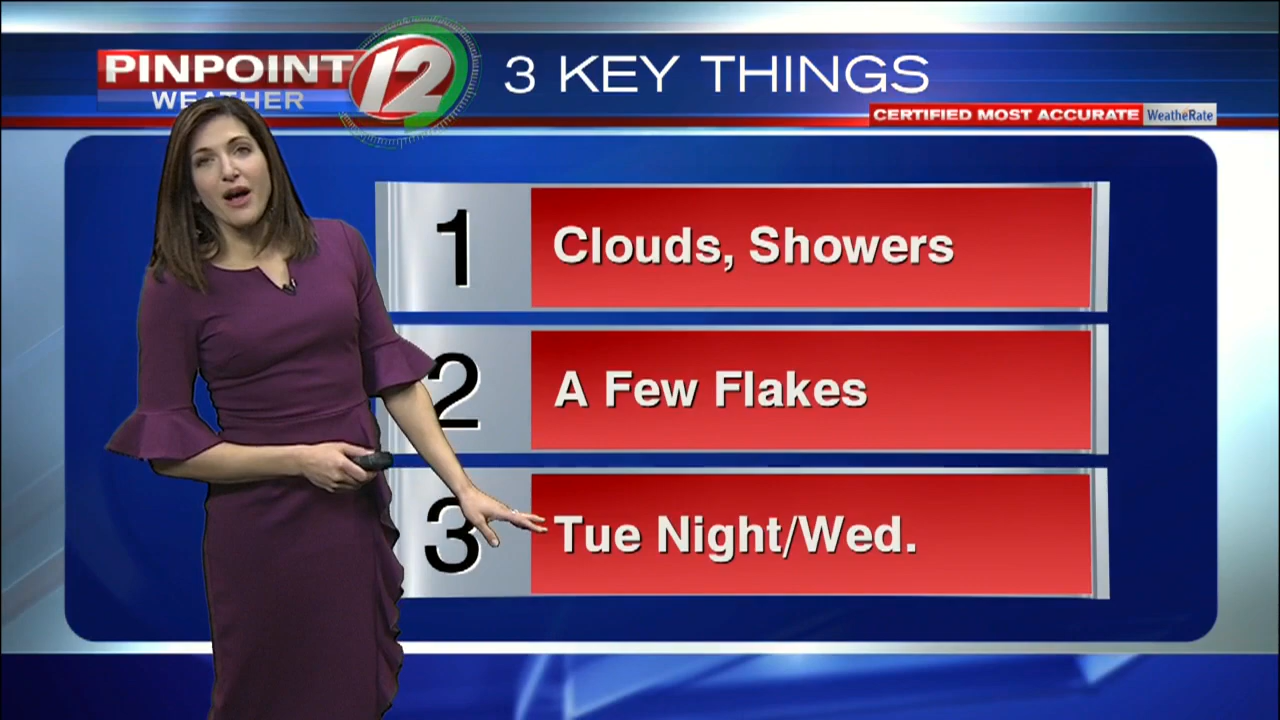 PINPOINT
WEATHER
12
3 KEY THINGS
CERTIFIED MOST ACCURATE WeatheRate
1 Clouds, Showers
2 A Few Flakes
3 Tue Night/Wed.